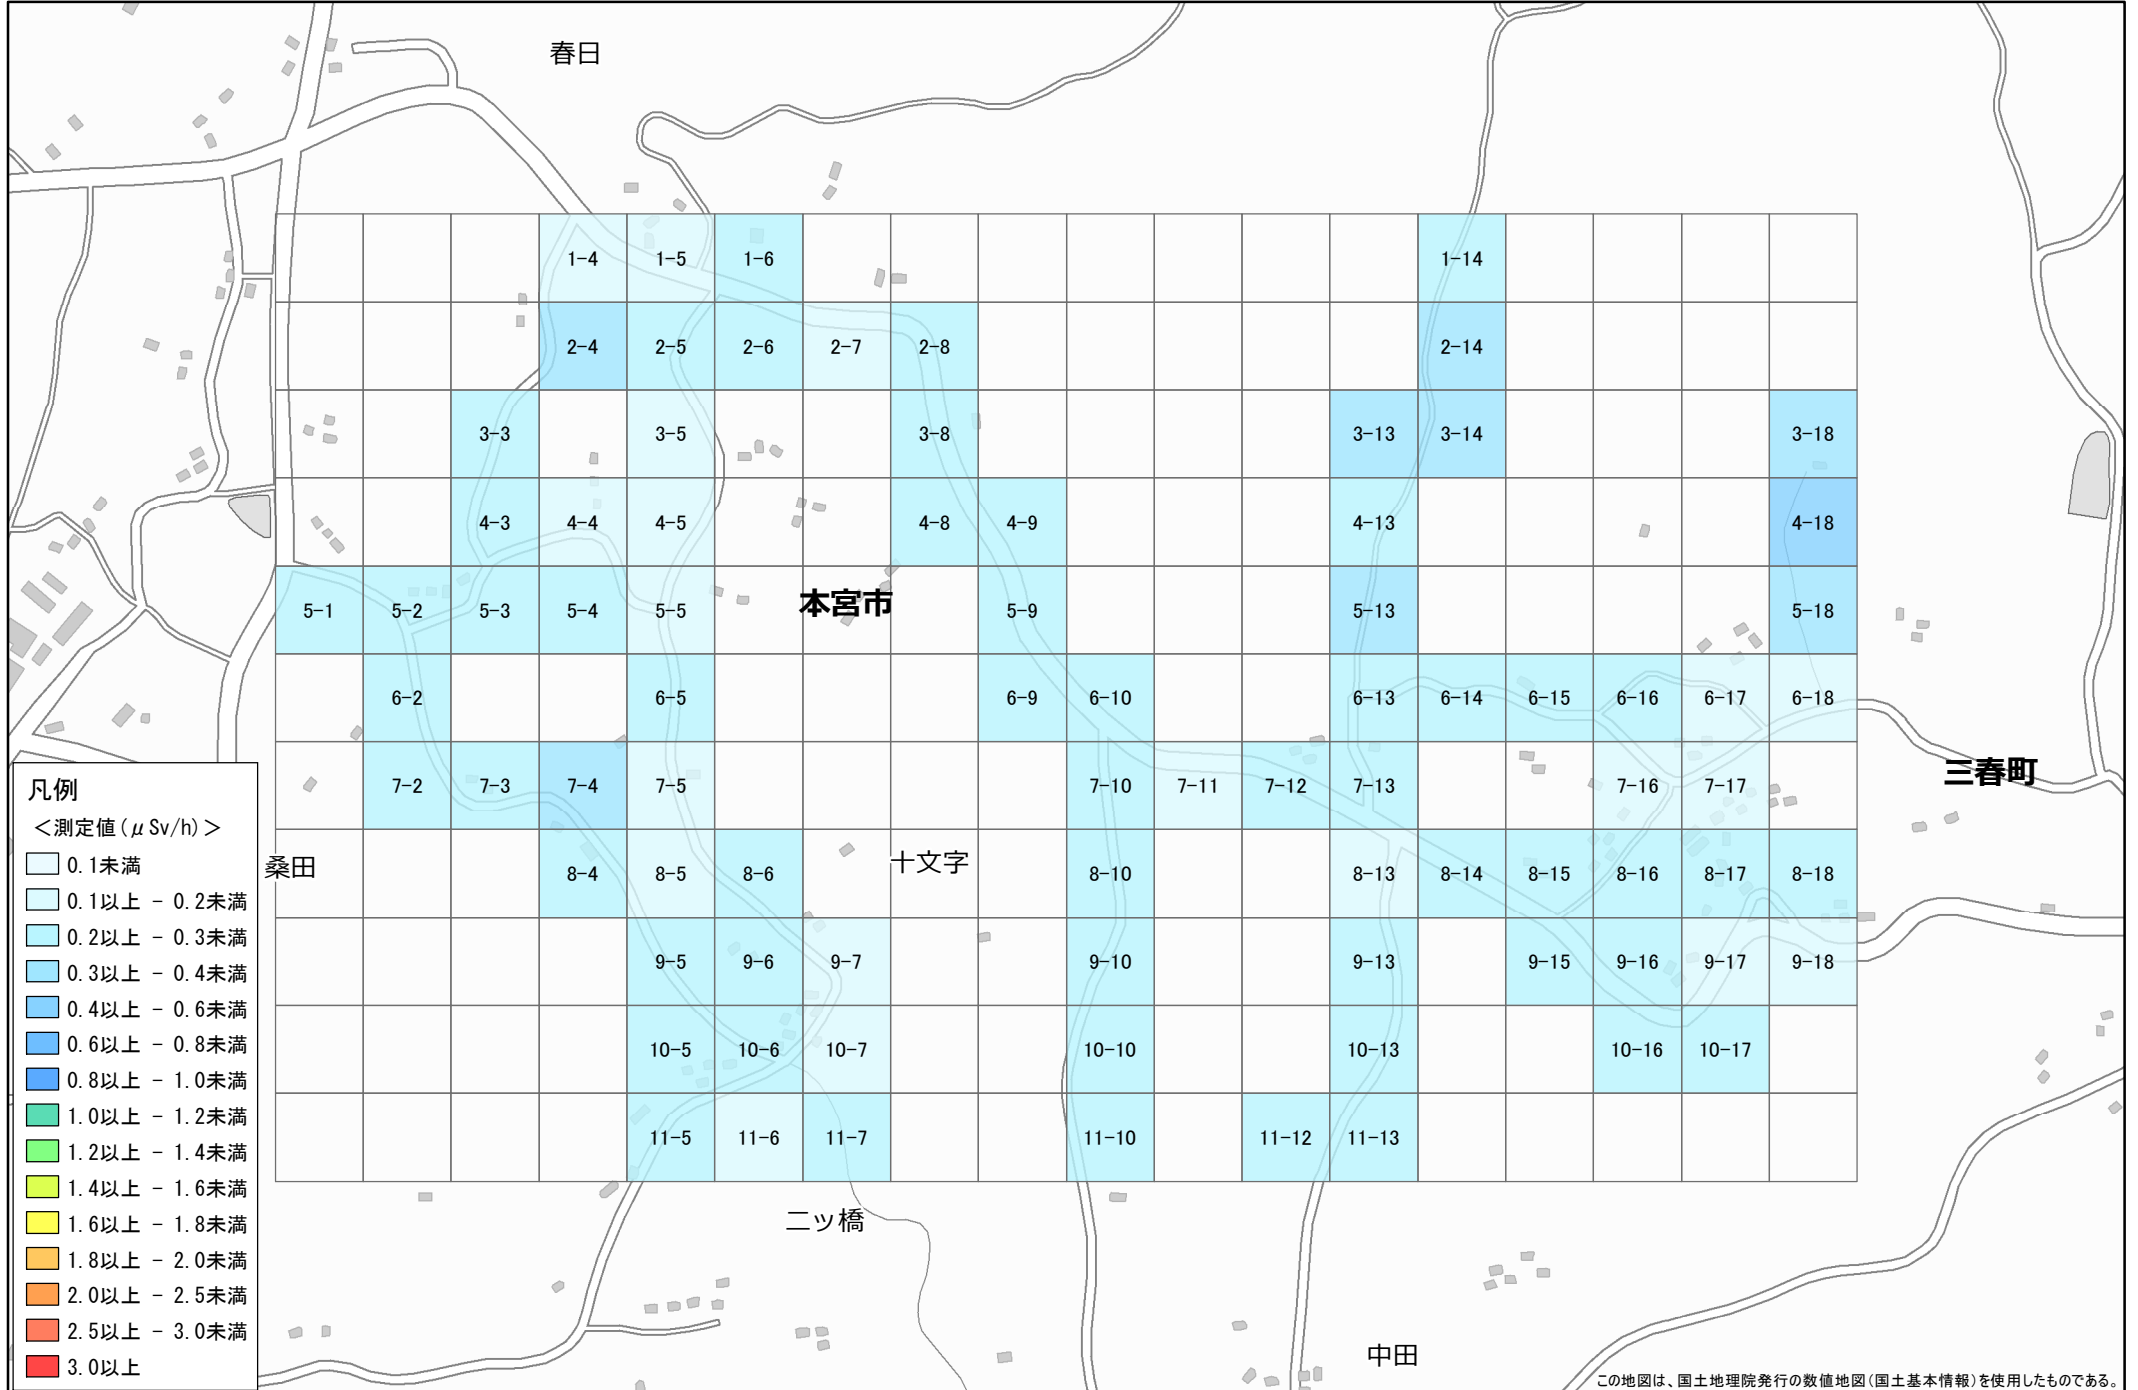 春日
1-4 1-5 1-6 1-14
2-4 2-5 2-6 2-7 2-8 2-14
3-3 3-5 3-8 3-13 3-14 3-18
4-3 4-4 4-5 4-8 4-9 4-13 4-18
本宮市
5-1 5-2 5-3 5-4 5-5 5-9 5-13 5-18
6-2 6-5 6-9 6-10 6-13 6-14 6-15 6-16 6-17 6-18
三春町
7-2 7-3 7-4 7-5 7-10 7-11 7-12 7-13 7-16 7-17
桑田
十文字
8-4 8-5 8-6 8-10 8-13 8-14 8-15 8-16 8-17 8-18
9-5 9-6 9-7 9-10 9-13 9-15 9-16 9-17 9-18
10-5 10-6 10-7 10-10 10-13 10-16 10-17
11-5 11-6 11-7 11-10 11-12 11-13
二ッ橋
中田
凡例
＜測定値(μSv/h)＞
0.1未満
0.1以上 - 0.2未満
0.2以上 - 0.3未満
0.3以上 - 0.4未満
0.4以上 - 0.6未満
0.6以上 - 0.8未満
0.8以上 - 1.0未満
1.0以上 - 1.2未満
1.2以上 - 1.4未満
1.4以上 - 1.6未満
1.6以上 - 1.8未満
1.8以上 - 2.0未満
2.0以上 - 2.5未満
2.5以上 - 3.0未満
3.0以上
この地図は、国土地理院発行の数値地図(国土基本情報)を使用したものである。